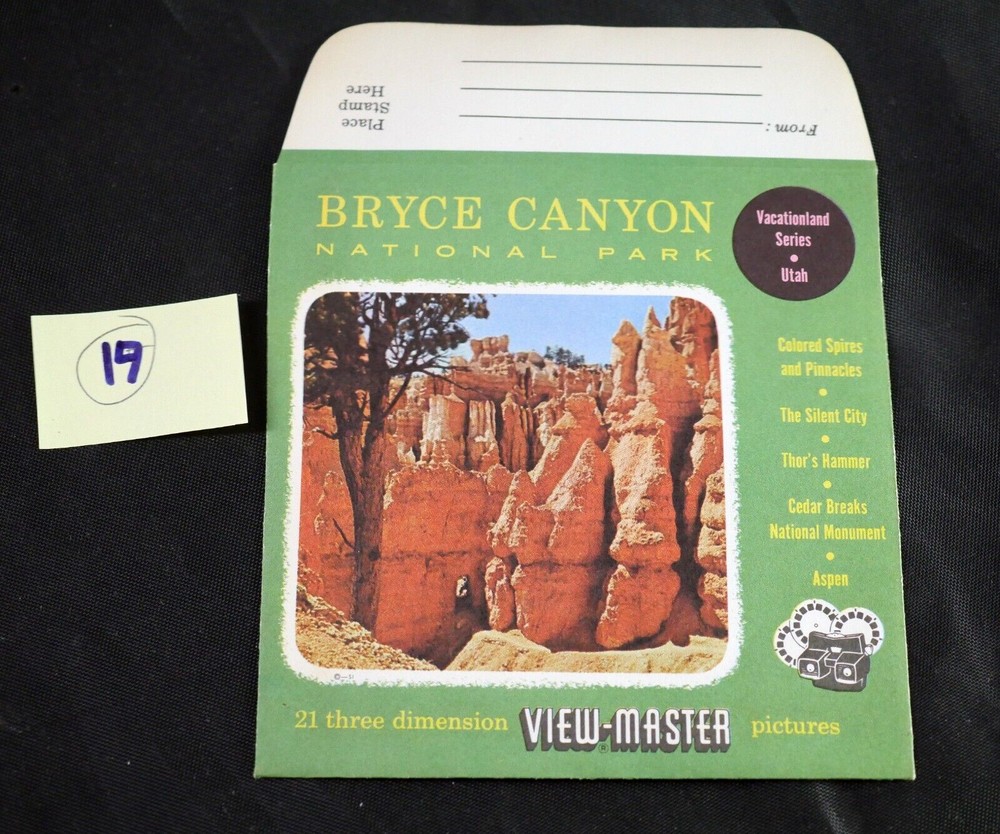 Place
Stamp
Here
From:
BRYCE CANYON
NATIONAL PARK
Vacationland
Series
•
Utah
Colored Spires
and Pinnacles
•
The Silent City
•
Thor's Hammer
•
Cedar Breaks
National Monument
•
Aspen
19
21 three dimension VIEW-MASTER® pictures